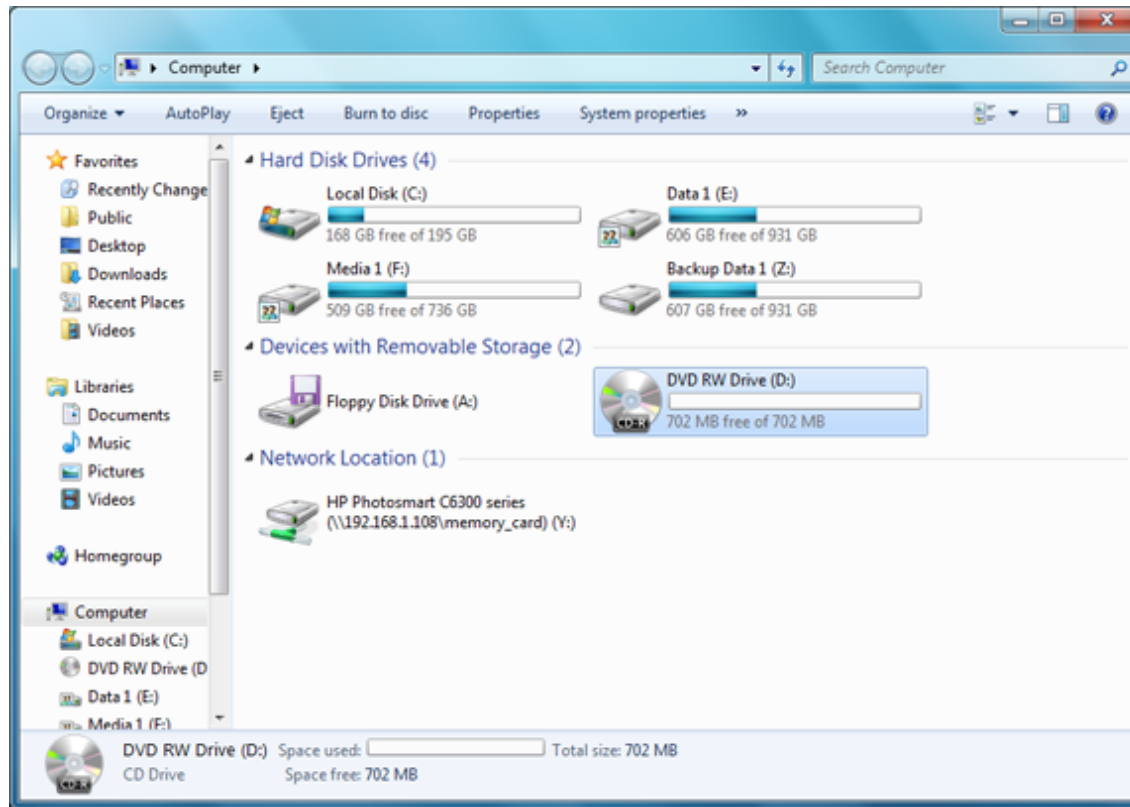 Computer
Search Computer
Organize AutoPlay Eject Burn to disc Properties System properties »
Favorites
Recently Change
Public
Desktop
Downloads
Recent Places
Videos
Libraries
Documents
Music
Pictures
Videos
Homegroup
Computer
Local Disk (C:)
DVD RW Drive (D
Data 1 (E:)
Media 1 (F:)
Hard Disk Drives (4)
Local Disk (C:)
168 GB free of 195 GB
Data 1 (E:)
606 GB free of 931 GB
Media 1 (F:)
509 GB free of 736 GB
Backup Data 1 (Z:)
607 GB free of 931 GB
Devices with Removable Storage (2)
Floppy Disk Drive (A:)
DVD RW Drive (D:)
CD-R
702 MB free of 702 MB
Network Location (1)
HP Photosmart C6300 series
(\\192.168.1.108\memory_card) (Y:)
DVD RW Drive (D:) Space used: Total size: 702 MB
CD Drive Space free: 702 MB
CD-R